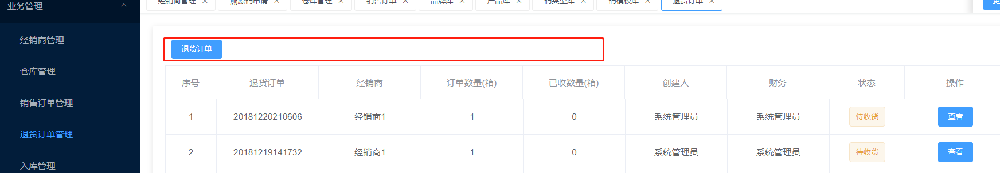 业务管理
经销商管理 × 溯源码申请 × 仓库管理 × 销售订单 × 品牌库 × 产品库 × 码类型库 × 码模板库 × 退货订单 ×
经销商管理
仓库管理
销售订单管理
退货订单管理
入库管理
退货订单
序号 退货订单 经销商 订单数量(箱) 已收数量(箱) 创建人 财务 状态 操作
1 20181220210606 经销商1 1 0 系统管理员 系统管理员 待收货 查看
2 20181219141732 经销商1 1 0 系统管理员 系统管理员 待收货 查看